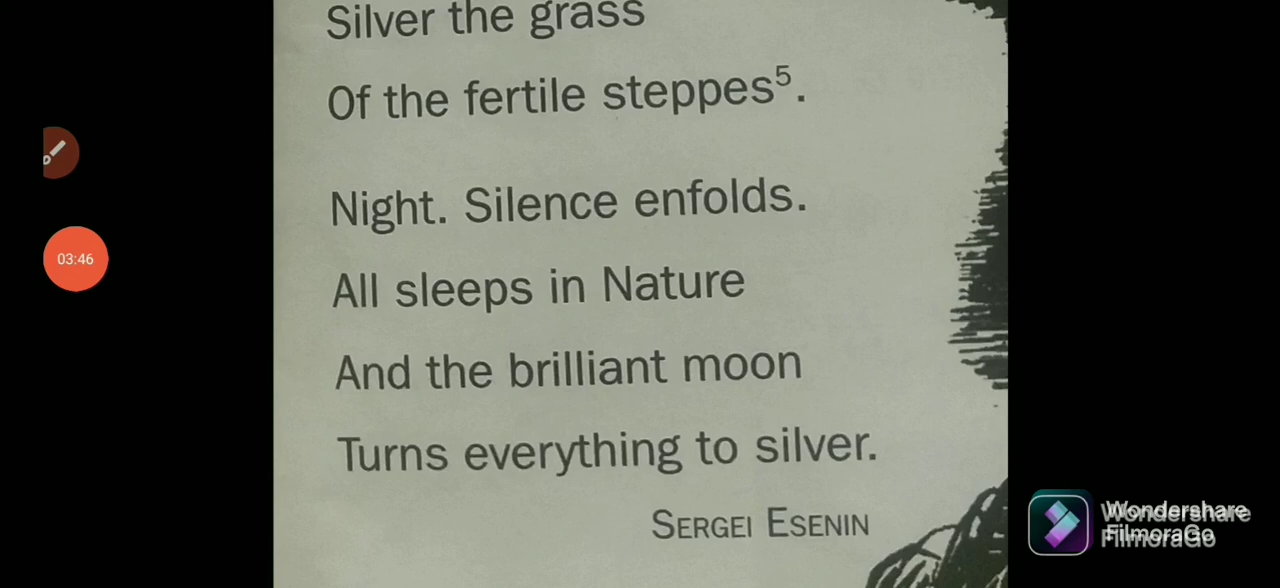 Silver the grass
Of the fertile steppes⁵.
Night. Silence enfolds.
All sleeps in Nature
And the brilliant moon
Turns everything to silver.
SERGEI ESENIN
03:46
Wondershare
FilmoraGo